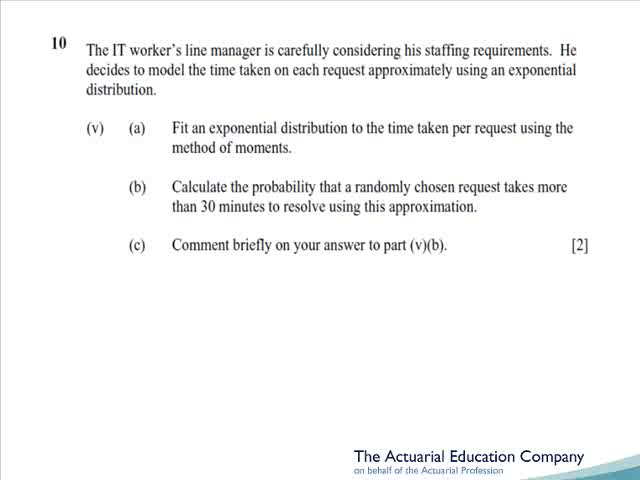 10 The IT worker's line manager is carefully considering his staffing requirements. He
decides to model the time taken on each request approximately using an exponential
distribution.
(v) (a) Fit an exponential distribution to the time taken per request using the
method of moments.
(b) Calculate the probability that a randomly chosen request takes more
than 30 minutes to resolve using this approximation.
(c) Comment briefly on your answer to part (v)(b). [2]
The Actuarial Education Company
on behalf of the Actuarial Profession